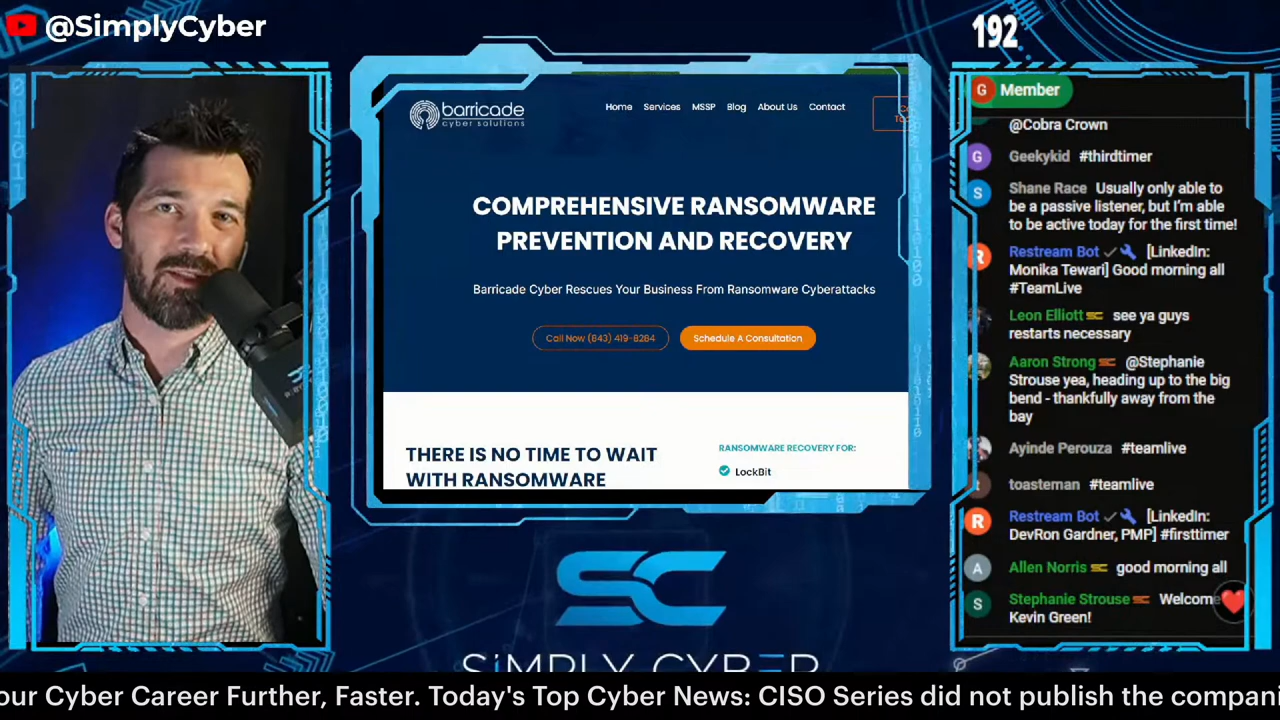 @SimplyCyber
192
barricade
cyber solutions
Home Services MSSP Blog About Us Contact
COMPREHENSIVE RANSOMWARE
PREVENTION AND RECOVERY
Barricade Cyber Rescues Your Business From Ransomware Cyberattacks
Call Now (843) 419-8284
Schedule A Consultation
THERE IS NO TIME TO WAIT
WITH RANSOMWARE
RANSOMWARE RECOVERY FOR:
LockBit
SC
SIMPLY CYBER
G Member
@Cobra Crown
G Geekykid #thirdtimer
S Shane Race Usually only able to
be a passive listener, but I'm able
to be active today for the first time!
R Restream Bot [LinkedIn:
Monika Tewari] Good morning all
#TeamLive
Leon Elliott see ya guys
restarts necessary
Aaron Strong @Stephanie
Strouse yea, heading up to the big
bend - thankfully away from the
bay
Ayinde Perouza #teamlive
toasteman #teamlive
R Restream Bot [LinkedIn:
DevRon Gardner, PMP] #firsttimer
A Allen Norris good morning all
S Stephanie Strouse Welcome
Kevin Green!
our Cyber Career Further, Faster. Today's Top Cyber News: CISO Series did not publish the compani